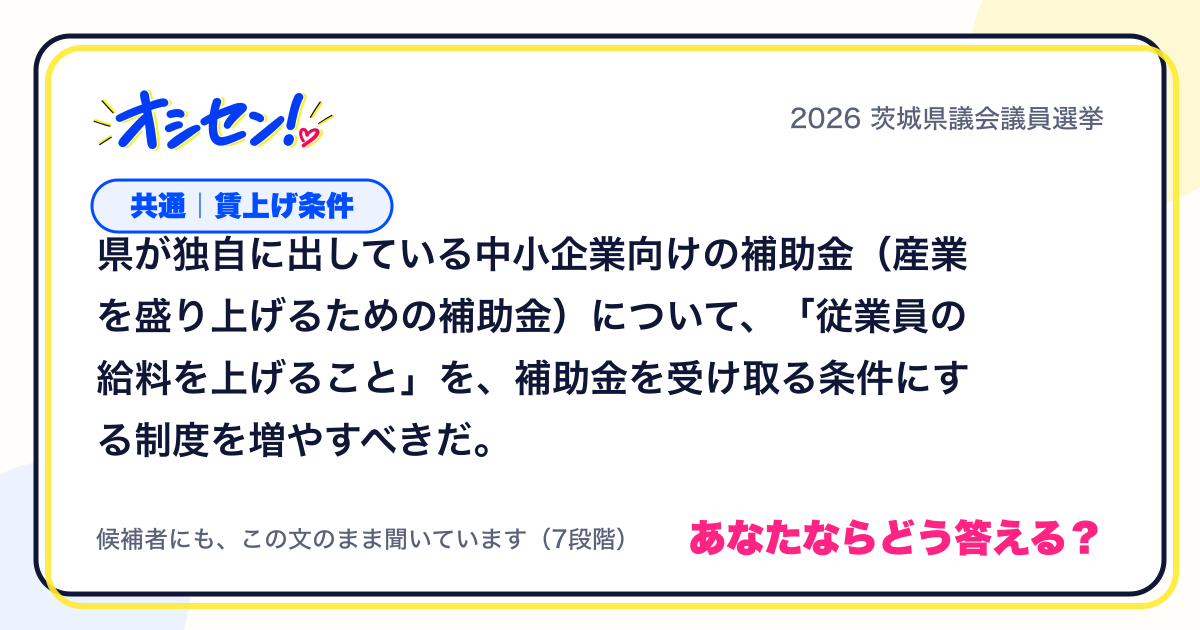 オシセン!
2026 茨城県議会議員選挙
共通｜賃上げ条件
県が独自に出している中小企業向けの補助金（産業
を盛り上げるための補助金）について、「従業員の
給料を上げること」を、補助金を受け取る条件にす
る制度を増やすべきだ。
候補者にも、この文のまま聞いています（7段階）
あなたならどう答える？